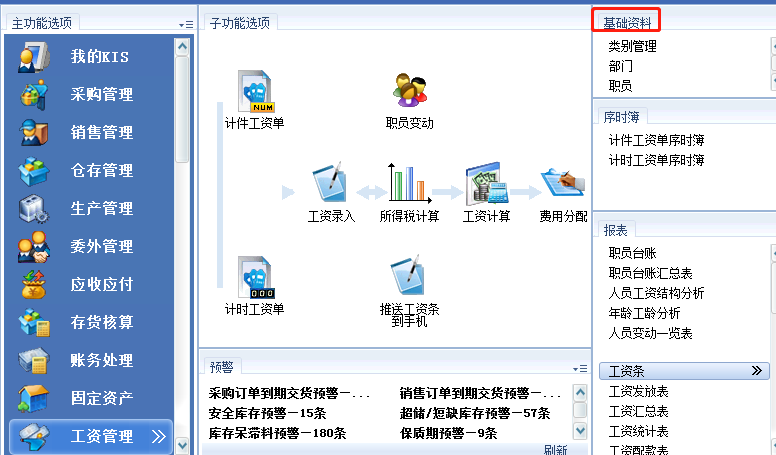 主功能选项
我的KIS
采购管理
销售管理
仓存管理
生产管理
委外管理
应收应付
存货核算
账务处理
固定资产
工资管理
子功能选项
计件工资单
NUM
职员变动
工资录入
所得税计算
工资计算
费用分配
计时工资单
000
推送工资条
到手机
预警
采购订单到期交货预警一...
销售订单到期交货预警一...
安全库存预警一15条
超储/短缺库存预警一57条
库存呆滞料预警一180条
保质期预警一9条
刷新
基础资料
类别管理
部门
职员
序时簿
计件工资单序时簿
计时工资单序时簿
报表
职员台账
职员台账汇总表
人员工资结构分析
年龄工龄分析
人员变动一览表
工资条
工资发放表
工资汇总表
工资统计表
工资配款表